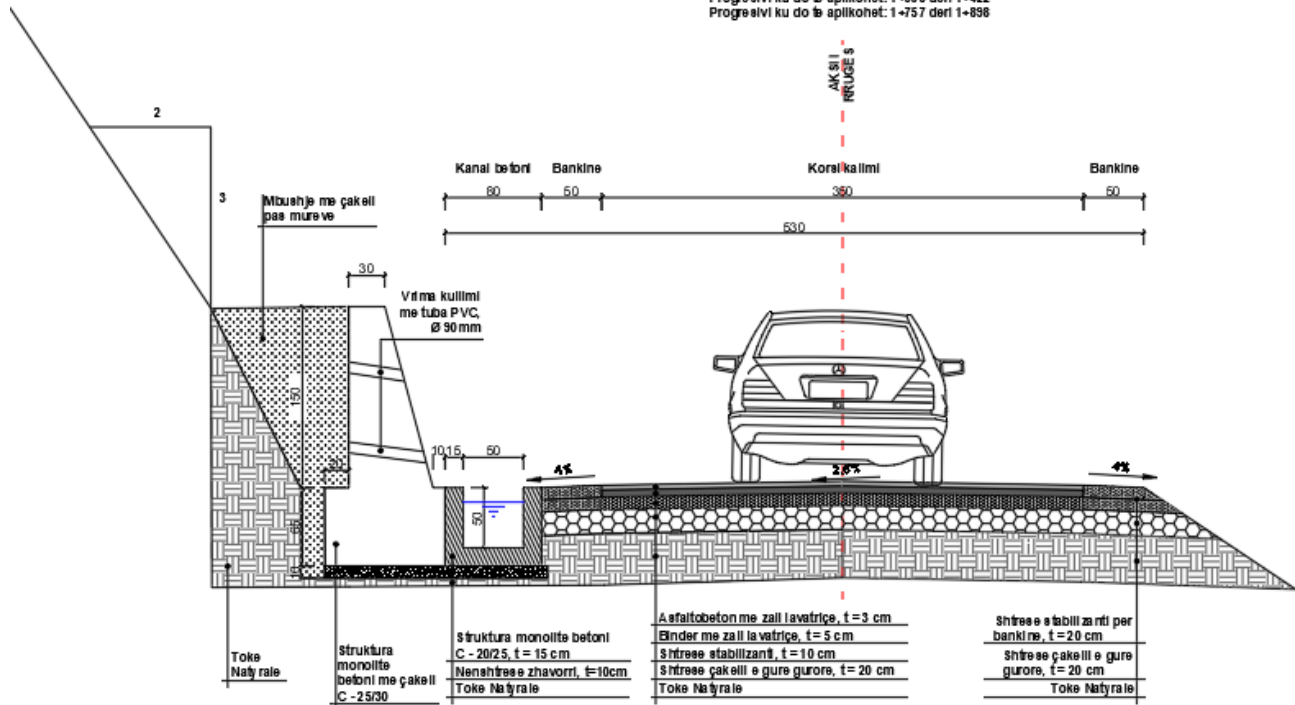 Progresivi ku do te aplikohet: 1+757 deri 1+898
AKSI I
RRUGES
2
3
Kanal betoni
Bankine
Korsi kalimi
Bankine
80
50
350
50
530
Mbushje me çakell
pas mureve
30
Vrima kullimi
me tuba PVC,
Ø 90mm
150
10 15
50
4%
2.5%
4%
20
50
65
10
Toke
Natyrale
Struktura
monolite
betoni me çakell
C - 25/30
Struktura monolite betoni
C - 20/25, t = 15 cm
Nenshtrese zhavorri, t=10cm
Toke Natyrale
Asfaltobeton me zall lavatriçe, t = 3 cm
Binder me zall lavatriçe, t = 5 cm
Shtrese stabilizanti, t = 10 cm
Shtrese çakelli e gure gurore, t = 20 cm
Toke Natyrale
Shtrese stabilizanti per
bankine, t = 20 cm
Shtrese çakelli e gure
gurore, t = 20 cm
Toke Natyrale